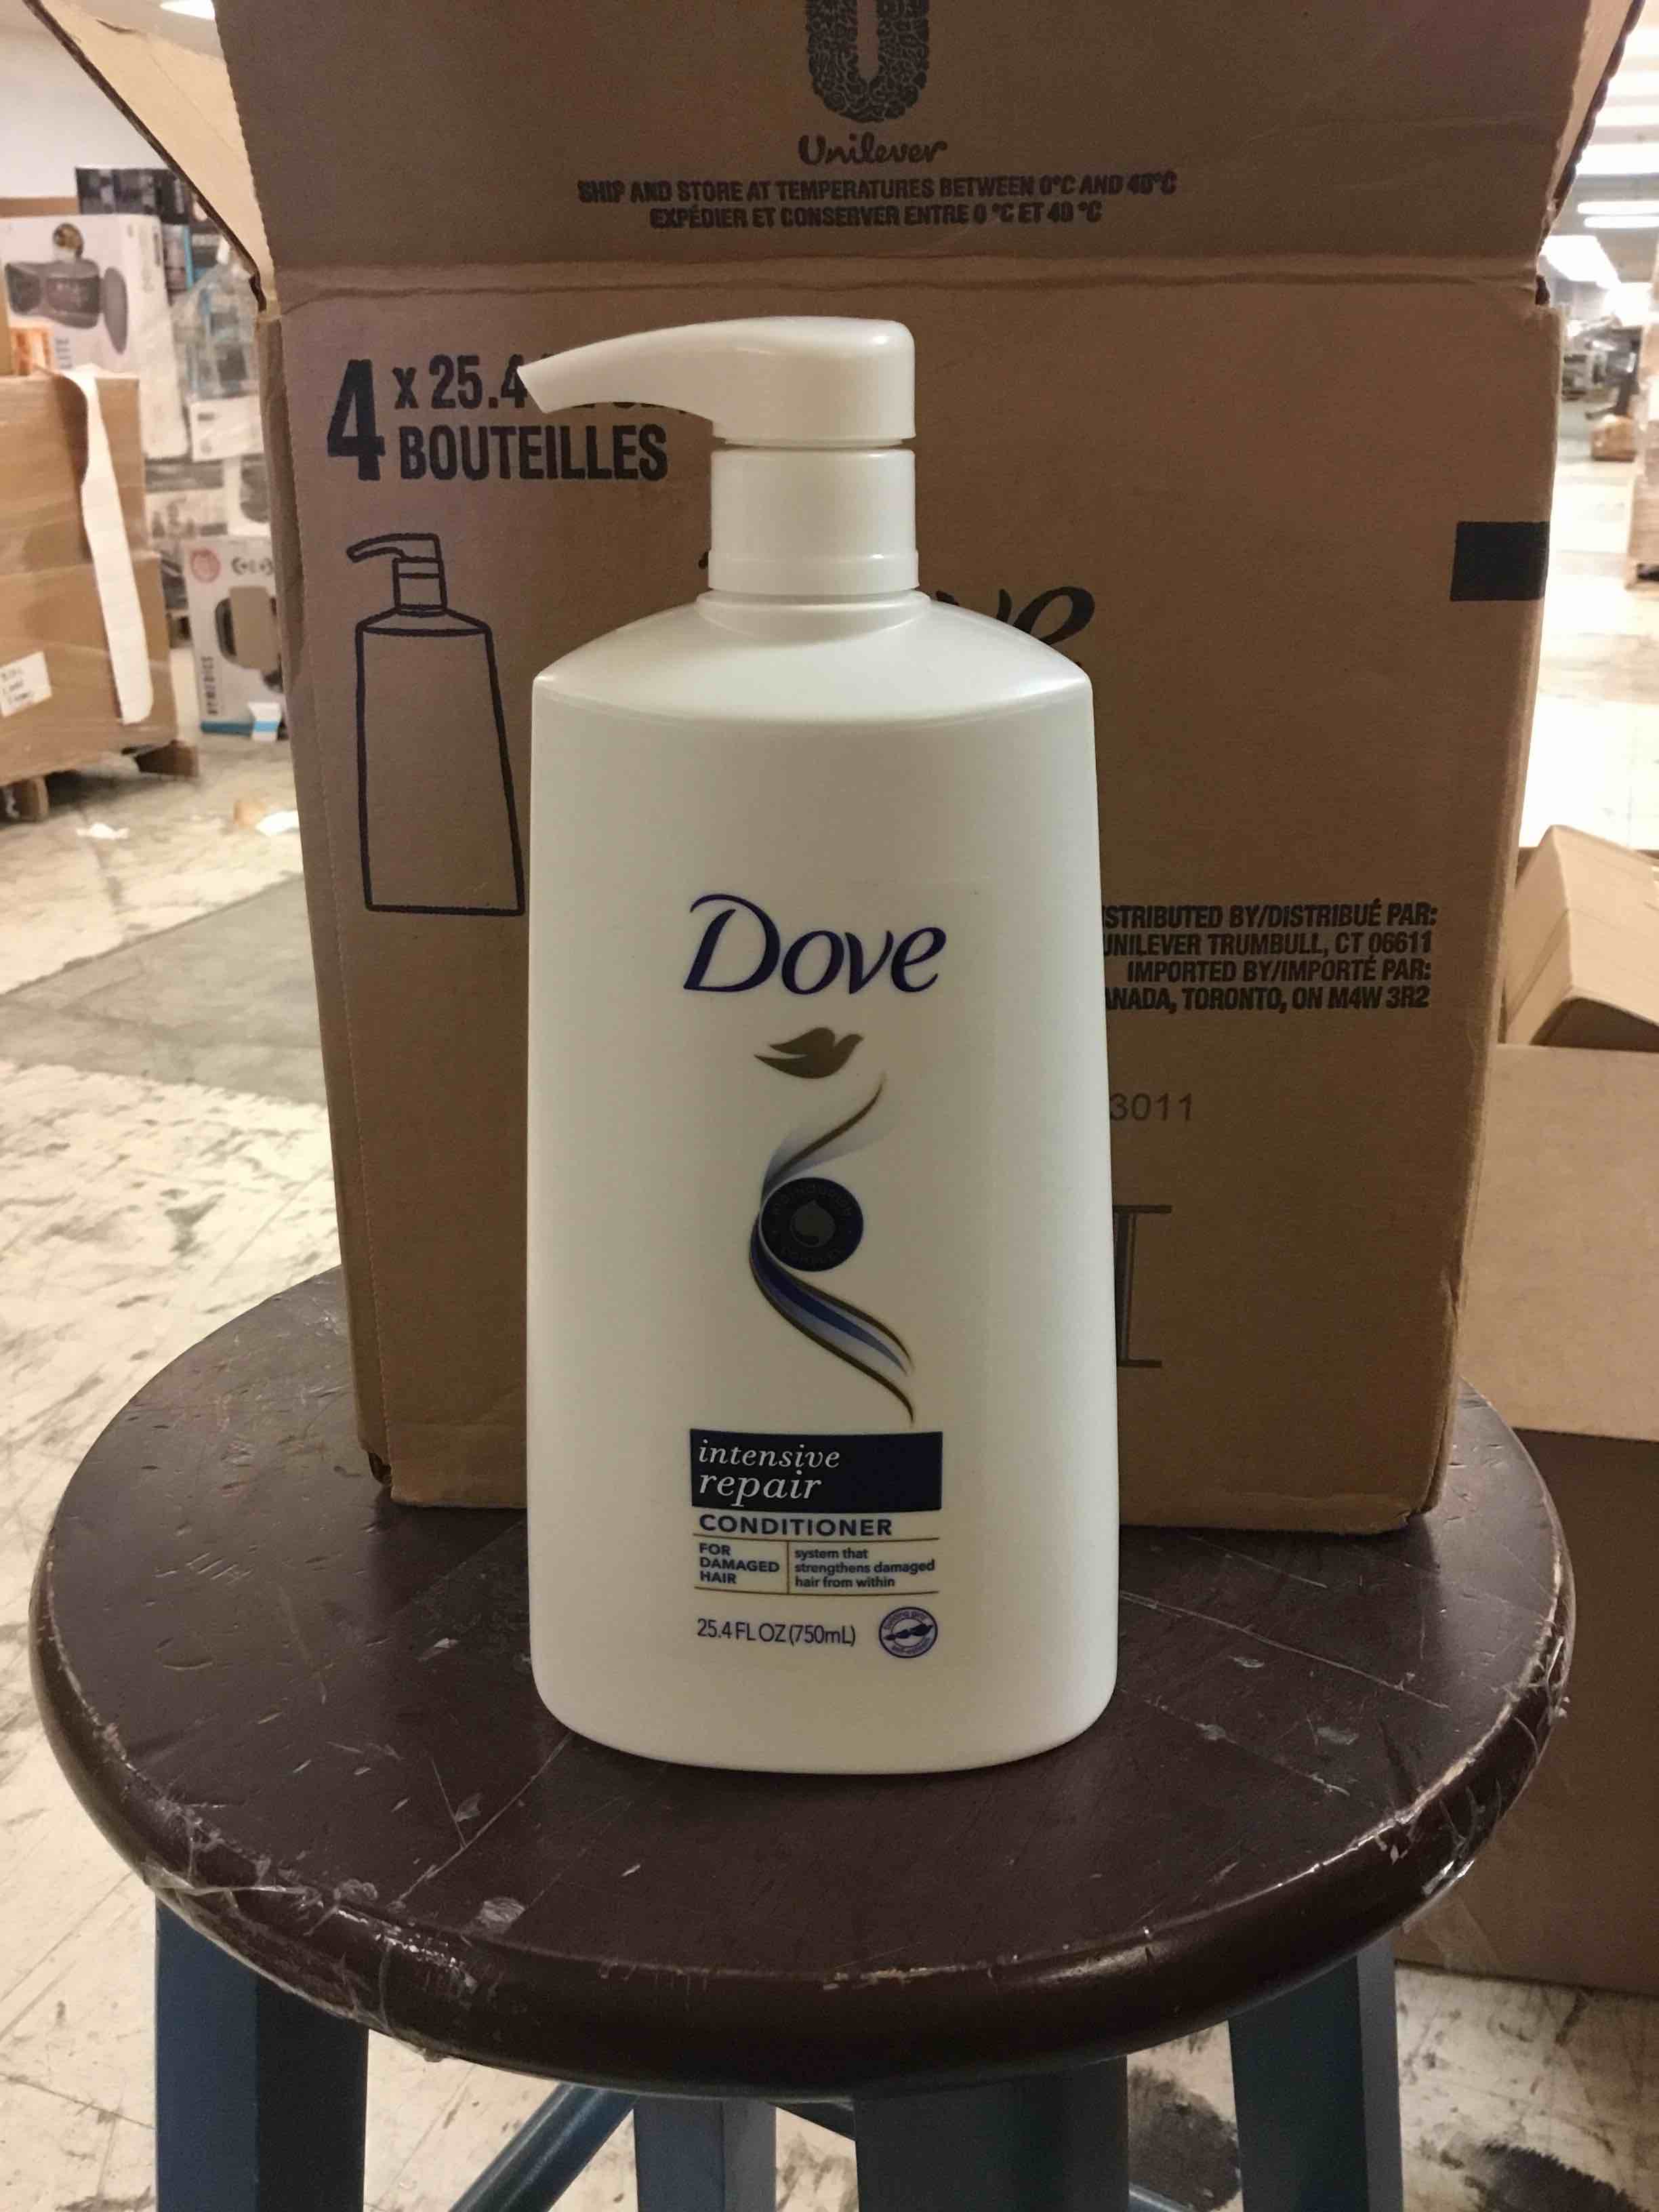 Unilever
SHIP AND STORE AT TEMPERATURES BETWEEN 0°C AND 40°C
EXPÉDIER ET CONSERVER ENTRE 0 °C ET 40 °C
4 x 25.4
BOUTEILLES
STRIBUTED BY/DISTRIBUÉ PAR:
UNILEVER TRUMBULL, CT 06611
IMPORTED BY/IMPORTÉ PAR:
ANADA, TORONTO, ON M4W 3R2
3011
Dove
intensive
repair
CONDITIONER
FOR
DAMAGED
HAIR
system that
strengthens damaged
hair from within
25.4 FL OZ (750mL)